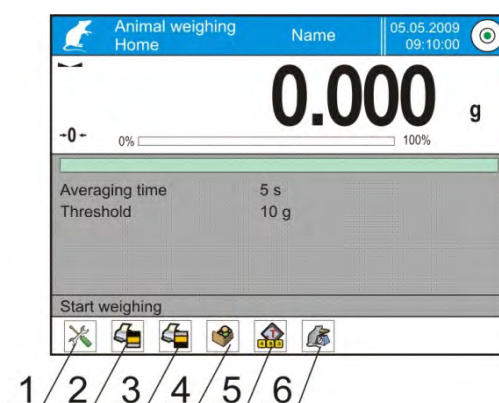 Animal weighing
Home
Name
05.05.2009
09:10:00
0.000 g
→0←
0% 100%
Averaging time 5 s
Threshold 10 g
Start weighing
1 2 3 4 5 6